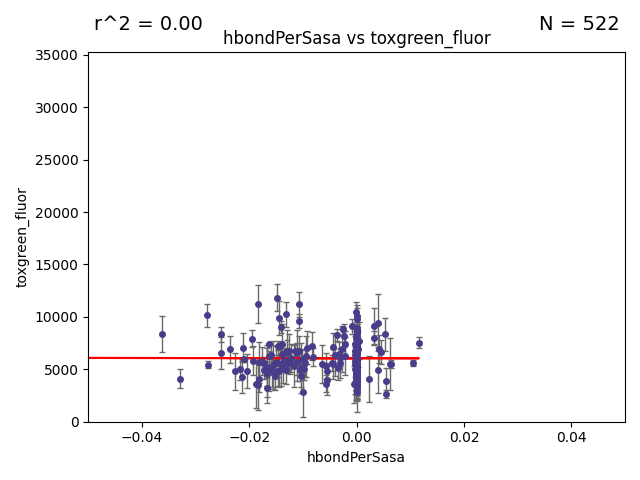 r^2 = 0.00
N = 522
hbondPerSasa vs toxgreen_fluor
35000
30000
25000
20000
15000
10000
5000
0
toxgreen_fluor
−0.04
−0.02
0.00
0.02
0.04
hbondPerSasa